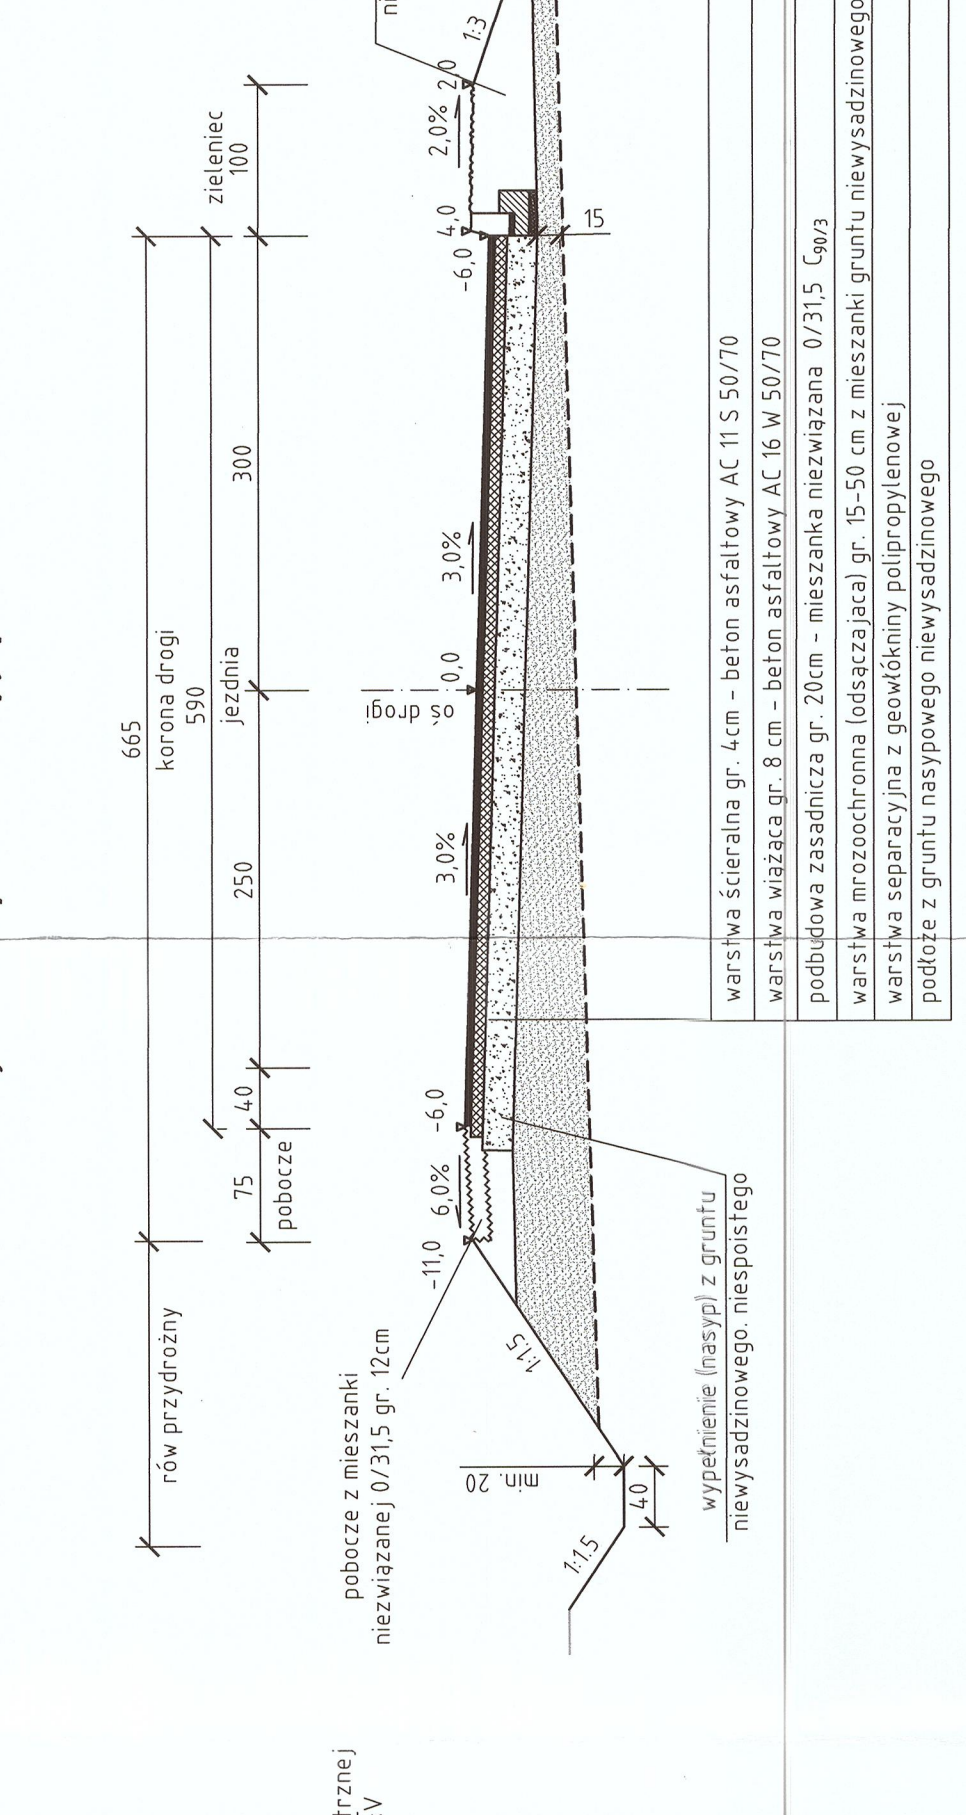 665
korona drogi
590
jezdnia
rów przydrożny
75
40
250
300
zieleniec
100
pobocze
pobocze z mieszanki
niezwiązanej 0/31,5 gr. 12cm
-11,0
6,0%
-6,0
3,0%
oś drogi
0,0
3,0%
-6,0
4,0
2,0%
2,0
1:3
15
1:1.5
min. 20
40
1:1.5
wypełnienie (nasyp) z gruntu
niewysadzinowego. niespoistego
warstwa ścieralna gr. 4cm – beton asfaltowy AC 11 S 50/70
warstwa wiążąca gr. 8 cm – beton asfaltowy AC 16 W 50/70
podbudowa zasadnicza gr. 20cm – mieszanka niezwiązana 0/31,5 C90/3
warstwa mrozoochronna (odsączajaca) gr. 15-50 cm z mieszanki gruntu niewysadzinowego
warstwa separacyjna z geowłókniny polipropylenowej
podłoże z gruntu nasypowego niewysadzinowego